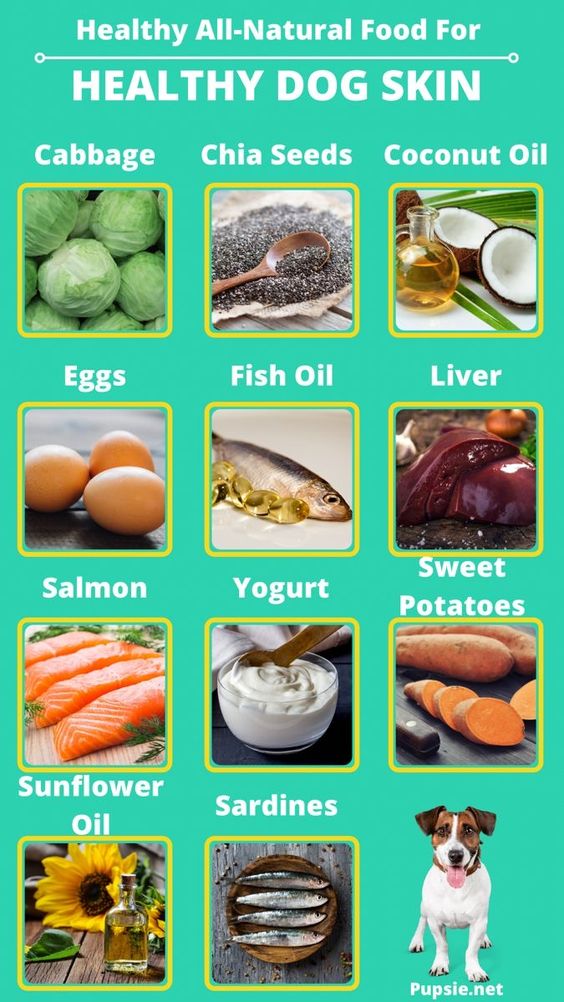 Healthy All-Natural Food For
HEALTHY DOG SKIN
Cabbage
Chia Seeds
Coconut Oil
Eggs
Fish Oil
Liver
Salmon
Yogurt
Sweet
Potatoes
Sunflower
Oil
Sardines
Pupsie.net